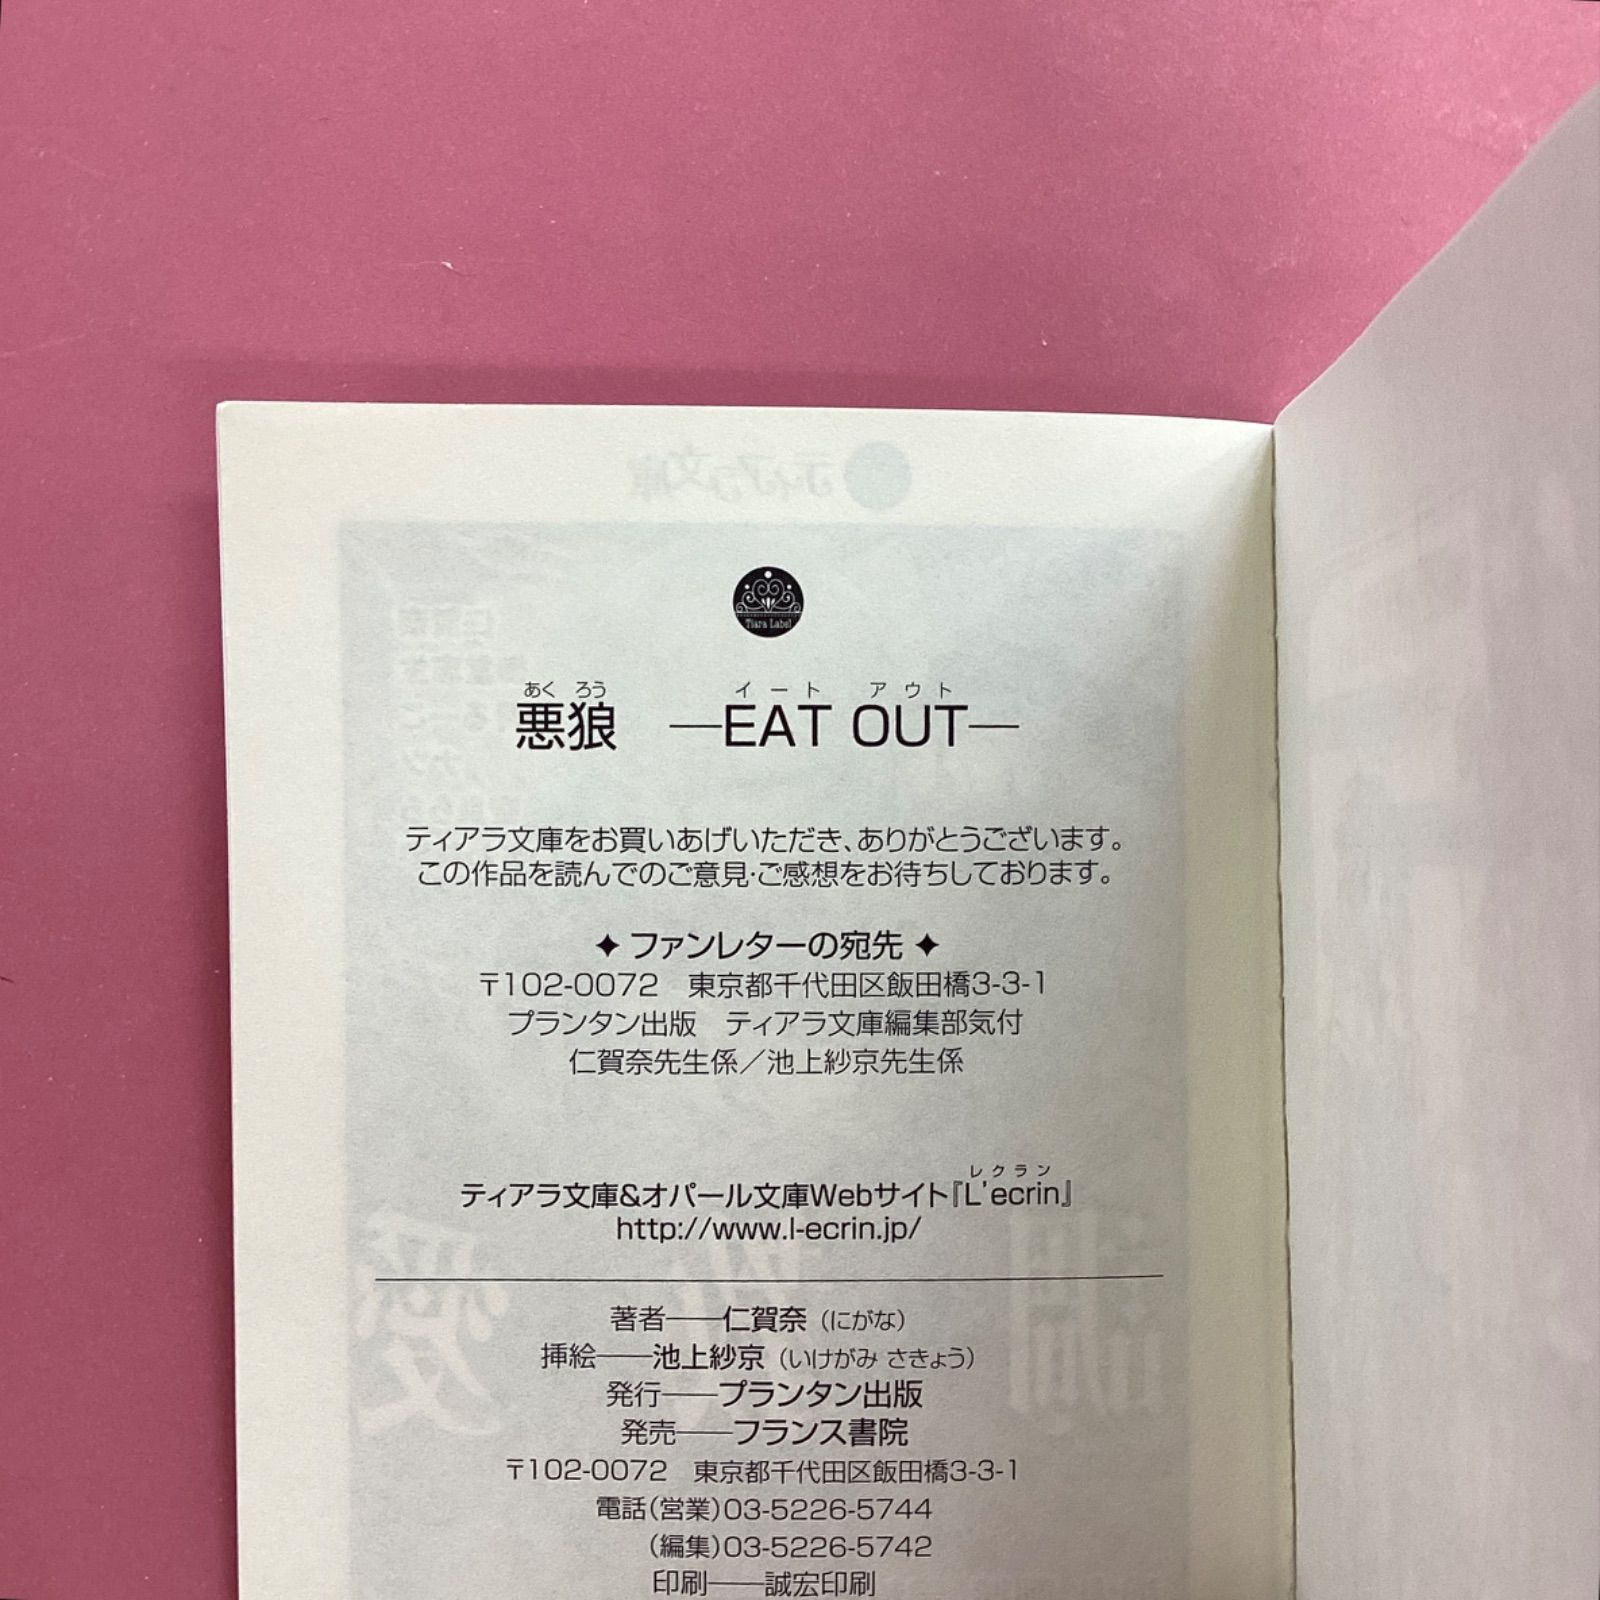 Tiara Label
あく ろう イート アウト
悪狼 ―EAT OUT―
ティアラ文庫をお買いあげいただき、ありがとうございます。
この作品を読んでのご意見・ご感想をお待ちしております。
✦ ファンレターの宛先 ✦
〒102-0072 東京都千代田区飯田橋3-3-1
プランタン出版 ティアラ文庫編集部気付
仁賀奈先生係／池上紗京先生係
レクラン
ティアラ文庫&オパール文庫Webサイト『L'ecrin』
http://www.l-ecrin.jp/
著者――仁賀奈（にがな）
挿絵――池上紗京（いけがみ さきょう）
発行――プランタン出版
発売――フランス書院
〒102-0072 東京都千代田区飯田橋3-3-1
電話（営業）03-5226-5744
（編集）03-5226-5742
印刷――誠宏印刷